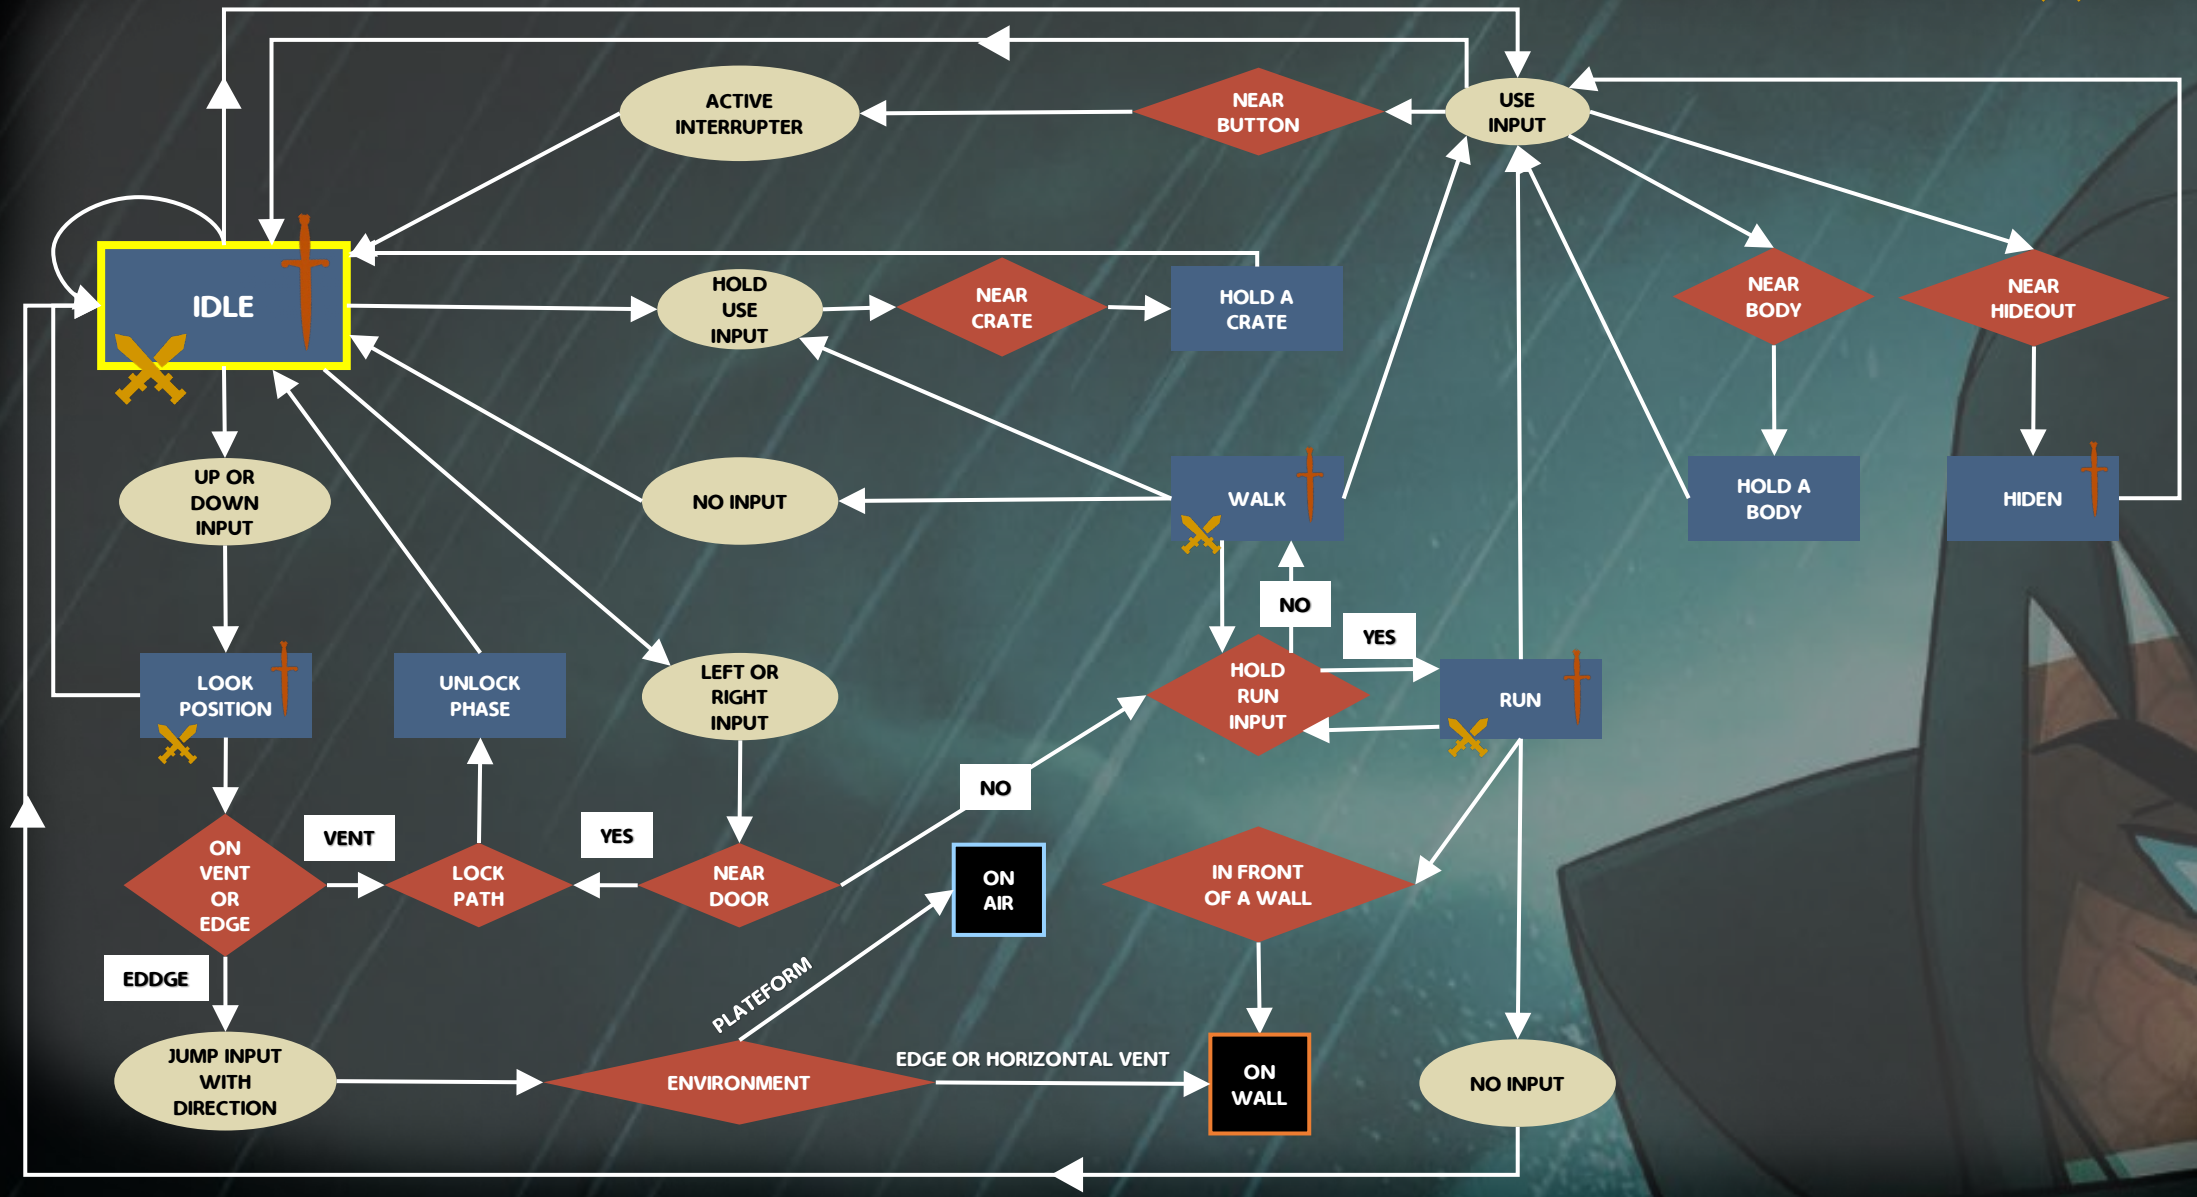 ACTIVE
INTERRUPTER
NEAR
BUTTON
USE
INPUT
IDLE
HOLD
USE
INPUT
NEAR
CRATE
HOLD A
CRATE
NEAR
BODY
NEAR
HIDEOUT
UP OR
DOWN
INPUT
NO INPUT
WALK
HOLD A
BODY
HIDEN
NO
YES
LOOK
POSITION
UNLOCK
PHASE
LEFT OR
RIGHT
INPUT
HOLD
RUN
INPUT
RUN
NO
VENT
YES
ON
VENT
OR
EDGE
LOCK
PATH
NEAR
DOOR
ON
AIR
IN FRONT
OF A WALL
EDDGE
PLATEFORM
JUMP INPUT
WITH
DIRECTION
ENVIRONMENT
EDGE OR HORIZONTAL VENT
ON
WALL
NO INPUT